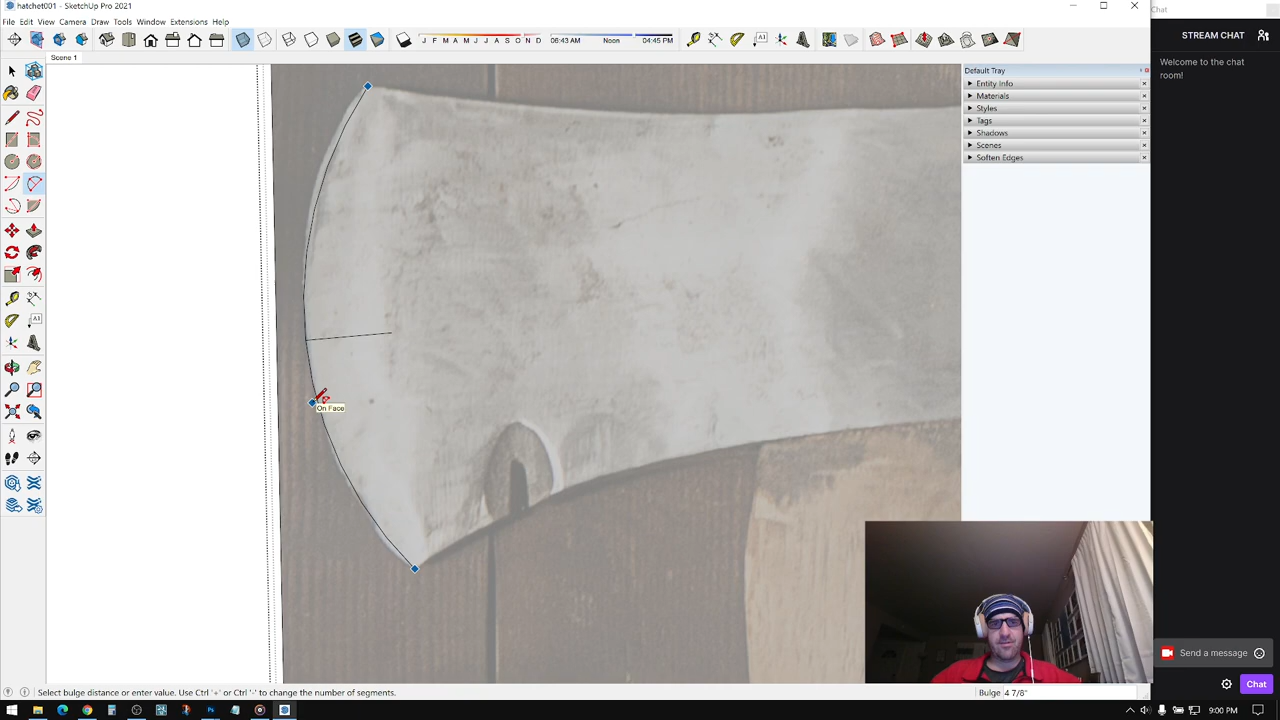 hatchet001 - SketchUp Pro 2021
File Edit View Camera Draw Tools Window Extensions Help
J F M A M J J A S O N D 06:43 AM Noon 04:45 PM
Scene 1
Default Tray
Entity Info
Materials
Styles
Tags
Shadows
Scenes
Soften Edges
On Face
Select bulge distance or enter value. Use Ctrl '+' or Ctrl '-' to change the number of segments.
Bulge 4 7/8"
Chat
STREAM CHAT
Welcome to the chat
room!
Send a message
Chat
9:00 PM